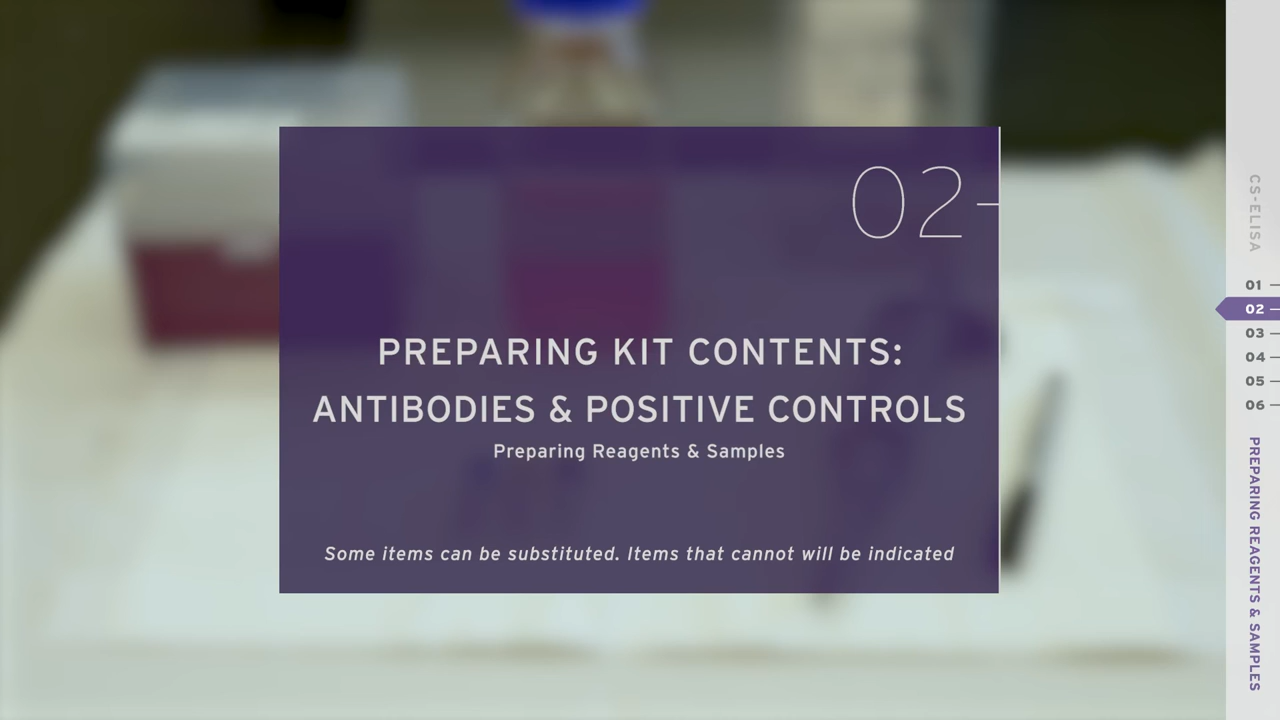 02-
PREPARING KIT CONTENTS:
ANTIBODIES & POSITIVE CONTROLS
Preparing Reagents & Samples
Some items can be substituted. Items that cannot will be indicated
CS-ELISA
01
02
03
04
05
06
PREPARING REAGENTS & SAMPLES